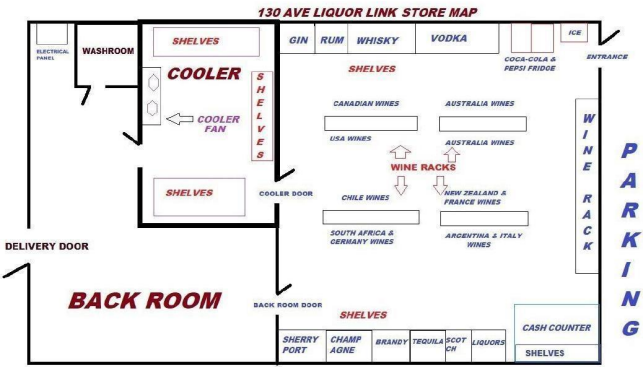 130 AVE LIQUOR LINK STORE MAP
ELECTRICAL
PANEL
WASHROOM
SHELVES
COOLER
SHELVES
COOLER
FAN
SHELVES
GIN
RUM
WHISKY
VODKA
SHELVES
COCA-COLA &
PEPSI FRIDGE
ICE
ENTRANCE
CANADIAN WINES
USA WINES
AUSTRALIA WINES
AUSTRALIA WINES
WINE RACKS
CHILE WINES
SOUTH AFRICA &
GERMANY WINES
NEW ZEALAND &
FRANCE WINES
ARGENTINA & ITALY
WINES
WINE RACK
PARKING
COOLER DOOR
DELIVERY DOOR
BACK ROOM
BACK ROOM DOOR
SHELVES
SHERRY
PORT
CHAMP
AGNE
BRANDY
TEQUILA
SCOT
CH
LIQUORS
CASH COUNTER
SHELVES